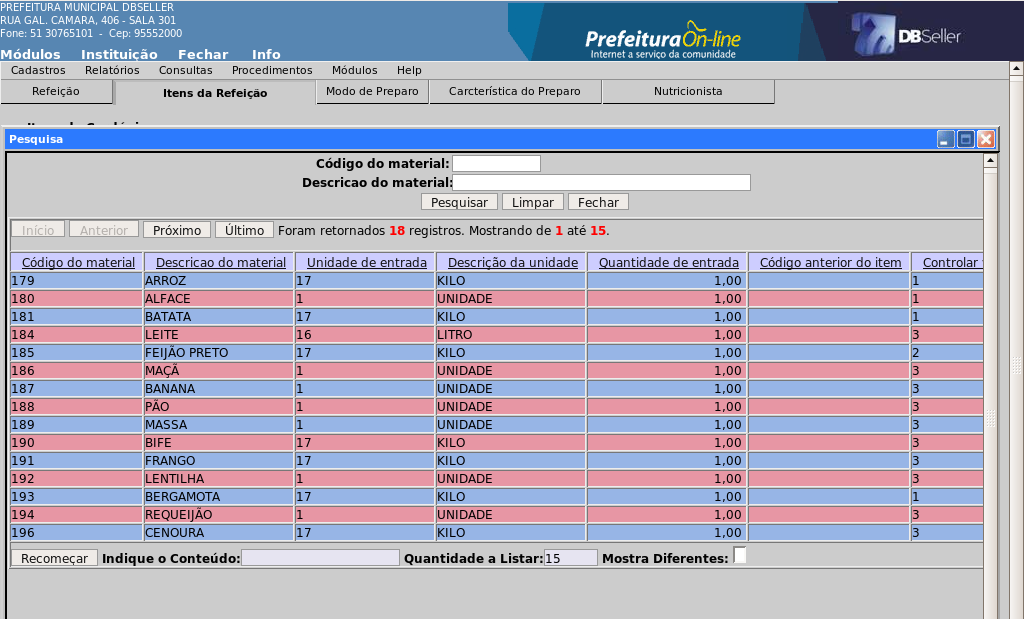 PREFEITURA MUNICIPAL DBSELLER
RUA GAL. CAMARA, 406 - SALA 301
Fone: 51 30765101 - Cep: 95552000
Prefeitura On-line
Internet a serviço da comunidade
DBSeller
Módulos Instituição Fechar Info
Cadastros Relatórios Consultas Procedimentos Módulos Help
Refeição Itens da Refeição Modo de Preparo Carcterística do Preparo Nutricionista
Pesquisa
Código do material:
Descricao do material:
Pesquisar Limpar Fechar
Início Anterior Próximo Último Foram retornados 18 registros. Mostrando de 1 até 15.
Código do material Descricao do material Unidade de entrada Descrição da unidade Quantidade de entrada Código anterior do item Controlar
179 ARROZ 17 KILO 1,00 1
180 ALFACE 1 UNIDADE 1,00 1
181 BATATA 17 KILO 1,00 1
184 LEITE 16 LITRO 1,00 3
185 FEIJÃO PRETO 17 KILO 1,00 2
186 MAÇÃ 1 UNIDADE 1,00 3
187 BANANA 1 UNIDADE 1,00 3
188 PÃO 1 UNIDADE 1,00 3
189 MASSA 1 UNIDADE 1,00 3
190 BIFE 17 KILO 1,00 3
191 FRANGO 17 KILO 1,00 3
192 LENTILHA 1 UNIDADE 1,00 3
193 BERGAMOTA 17 KILO 1,00 1
194 REQUEIJÃO 1 UNIDADE 1,00 3
196 CENOURA 17 KILO 1,00 3
Recomeçar Indique o Conteúdo: Quantidade a Listar: 15 Mostra Diferentes: